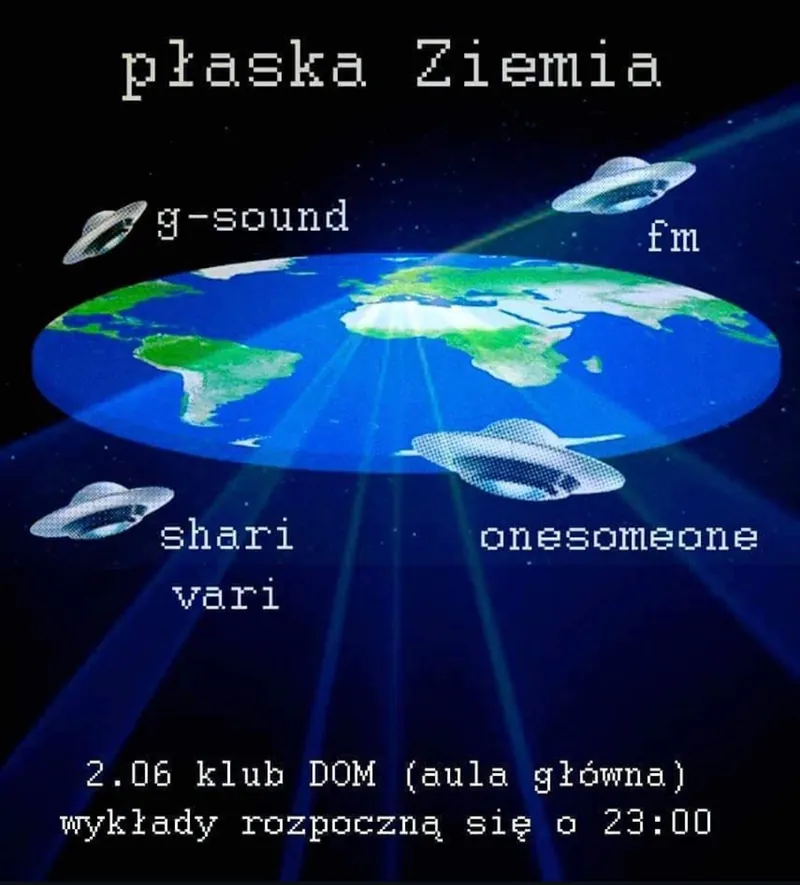 płaska Ziemia
g-sound
fm
shari
vari
onesomeone
2.06 klub DOM (aula główna)
wykłady rozpoczną się o 23:00